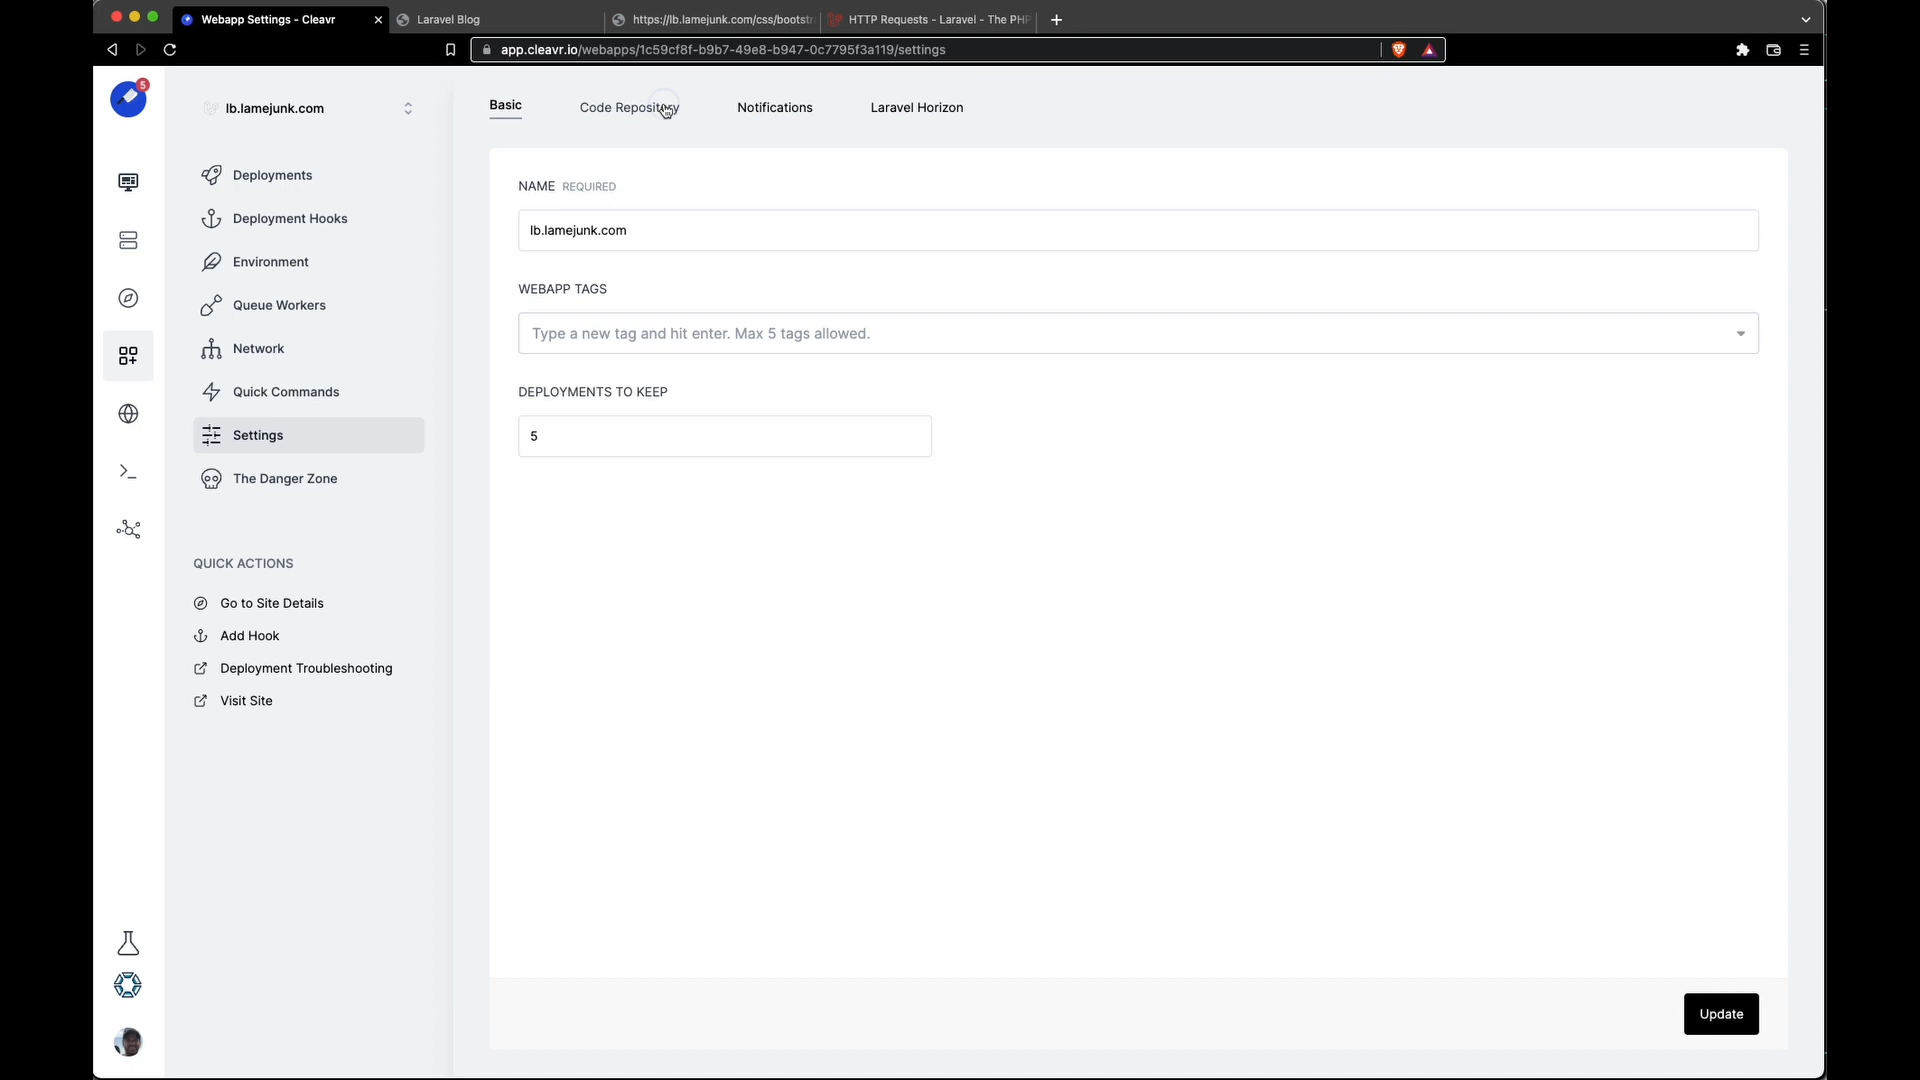 Webapp Settings - Cleavr
Laravel Blog
https://lb.lamejunk.com/css/bootstr
HTTP Requests - Laravel - The PHP
app.cleavr.io/webapps/1c59cf8f-b9b7-49e8-b947-0c7795f3a119/settings
5
lb.lamejunk.com
Basic
Code Repository
Notifications
Laravel Horizon
Deployments
Deployment Hooks
Environment
Queue Workers
Network
Quick Commands
Settings
The Danger Zone
QUICK ACTIONS
Go to Site Details
Add Hook
Deployment Troubleshooting
Visit Site
NAME REQUIRED
lb.lamejunk.com
WEBAPP TAGS
Type a new tag and hit enter. Max 5 tags allowed.
DEPLOYMENTS TO KEEP
5
Update